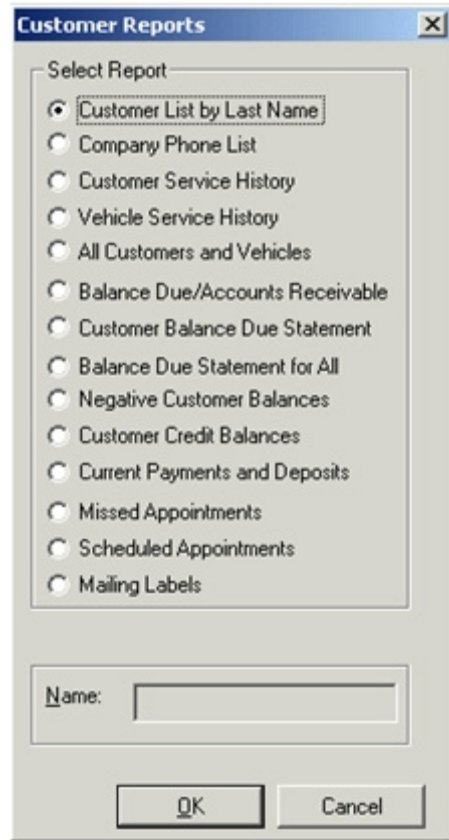 Customer Reports
Select Report
Customer List by Last Name
Company Phone List
Customer Service History
Vehicle Service History
All Customers and Vehicles
Balance Due/Accounts Receivable
Customer Balance Due Statement
Balance Due Statement for All
Negative Customer Balances
Customer Credit Balances
Current Payments and Deposits
Missed Appointments
Scheduled Appointments
Mailing Labels
Name:
OK Cancel